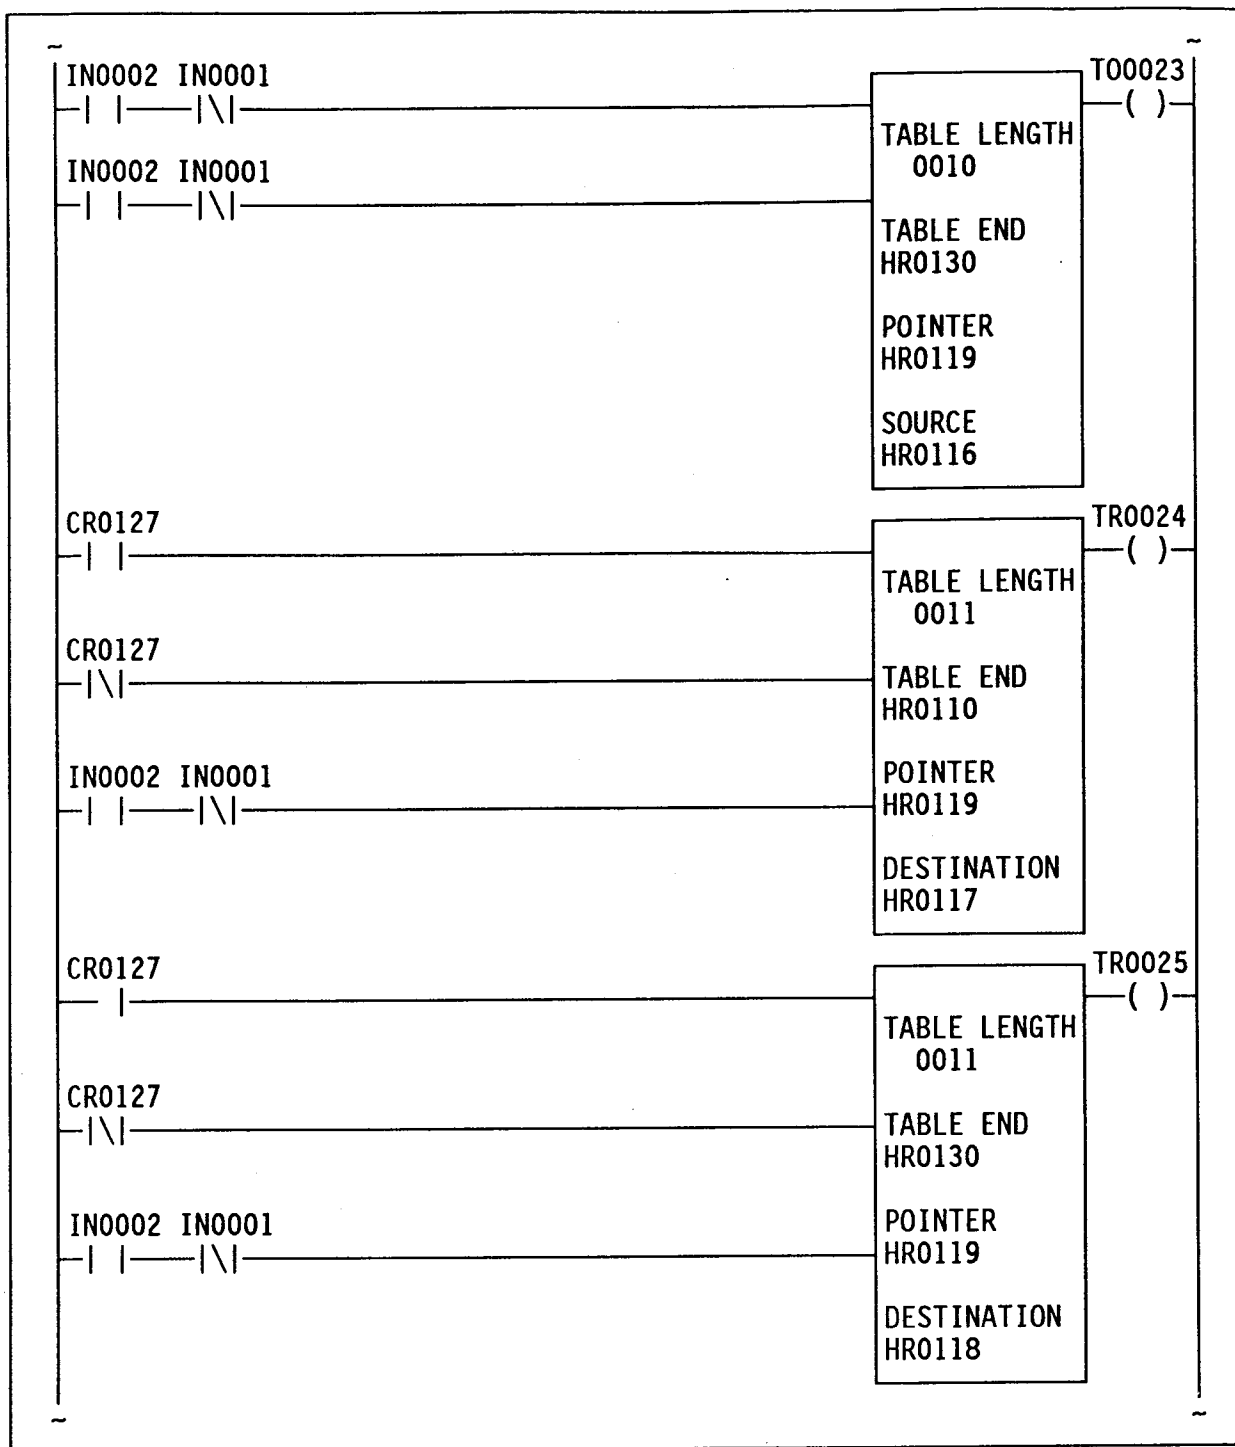 IN0002 IN0001
TO0023
TABLE LENGTH
0010
IN0002 IN0001
TABLE END
HR0130
POINTER
HR0119
SOURCE
HR0116
CR0127
TR0024
TABLE LENGTH
0011
CR0127
TABLE END
HR0110
IN0002 IN0001
POINTER
HR0119
DESTINATION
HR0117
CR0127
TR0025
TABLE LENGTH
0011
CR0127
TABLE END
HR0130
IN0002 IN0001
POINTER
HR0119
DESTINATION
HR0118